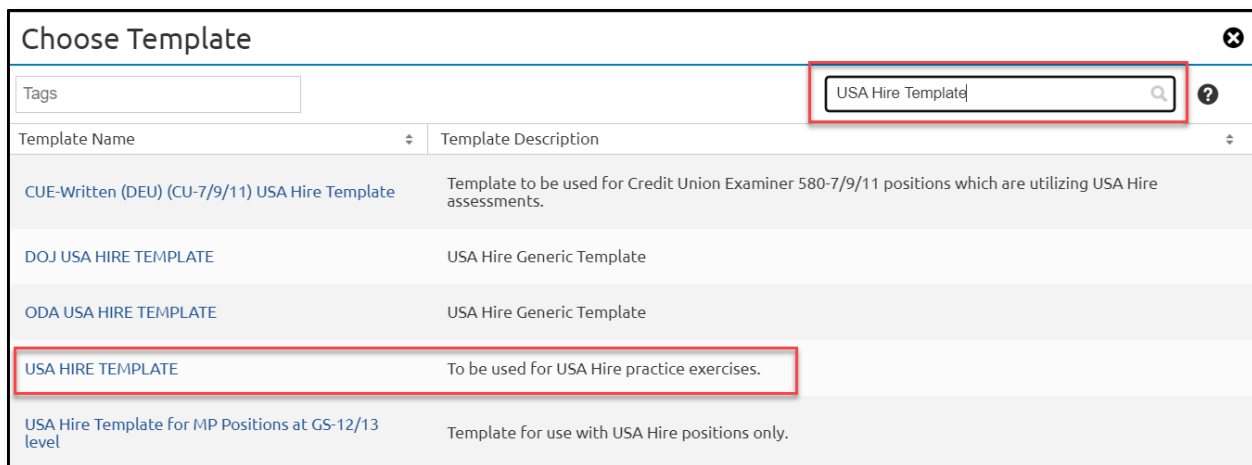 Choose Template
Tags
USA Hire Template
Template Name
Template Description
CUE-Written (DEU) (CU-7/9/11) USA Hire Template
Template to be used for Credit Union Examiner 580-7/9/11 positions which are utilizing USA Hire
assessments.
DOJ USA HIRE TEMPLATE
USA Hire Generic Template
ODA USA HIRE TEMPLATE
USA Hire Generic Template
USA HIRE TEMPLATE
To be used for USA Hire practice exercises.
USA Hire Template for MP Positions at GS-12/13
level
Template for use with USA Hire positions only.